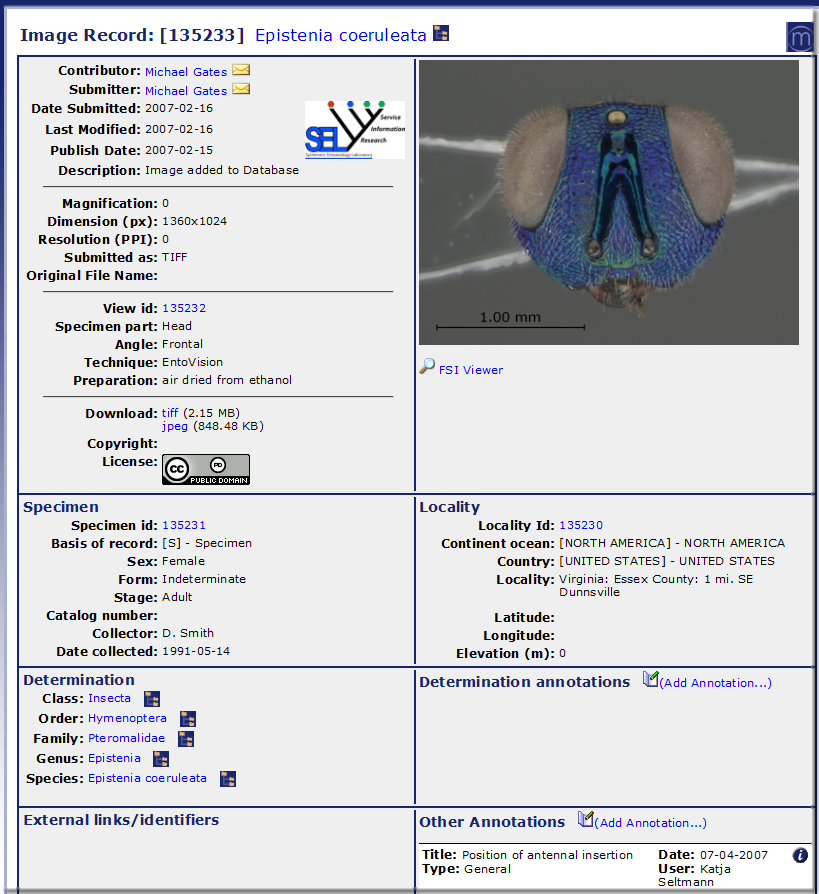 Image Record: [135233] Epistenia coeruleata
m
Contributor: Michael Gates
Submitter: Michael Gates
Date Submitted: 2007-02-16
Last Modified: 2007-02-16
Publish Date: 2007-02-15
Description: Image added to Database
SEL
Service
Information
Research
Systematic Entomology Laboratory
Magnification: 0
Dimension (px): 1360x1024
Resolution (PPI): 0
Submitted as: TIFF
Original File Name:
View id: 135232
Specimen part: Head
Angle: Frontal
Technique: EntoVision
Preparation: air dried from ethanol
Download: tiff (2.15 MB)
jpeg (848.48 KB)
Copyright:
License: cc PD
PUBLIC DOMAIN
1.00 mm
FSI Viewer
Specimen
Specimen id: 135231
Basis of record: [S] - Specimen
Sex: Female
Form: Indeterminate
Stage: Adult
Catalog number:
Collector: D. Smith
Date collected: 1991-05-14
Locality
Locality Id: 135230
Continent ocean: [NORTH AMERICA] - NORTH AMERICA
Country: [UNITED STATES] - UNITED STATES
Locality: Virginia: Essex County: 1 mi. SE
Dunnsville
Latitude:
Longitude:
Elevation (m): 0
Determination
Class: Insecta
Order: Hymenoptera
Family: Pteromalidae
Genus: Epistenia
Species: Epistenia coeruleata
Determination annotations (Add Annotation...)
External links/identifiers
Other Annotations (Add Annotation...)
Title: Position of antennal insertion Date: 07-04-2007
Type: General User: Katja
Seltmann